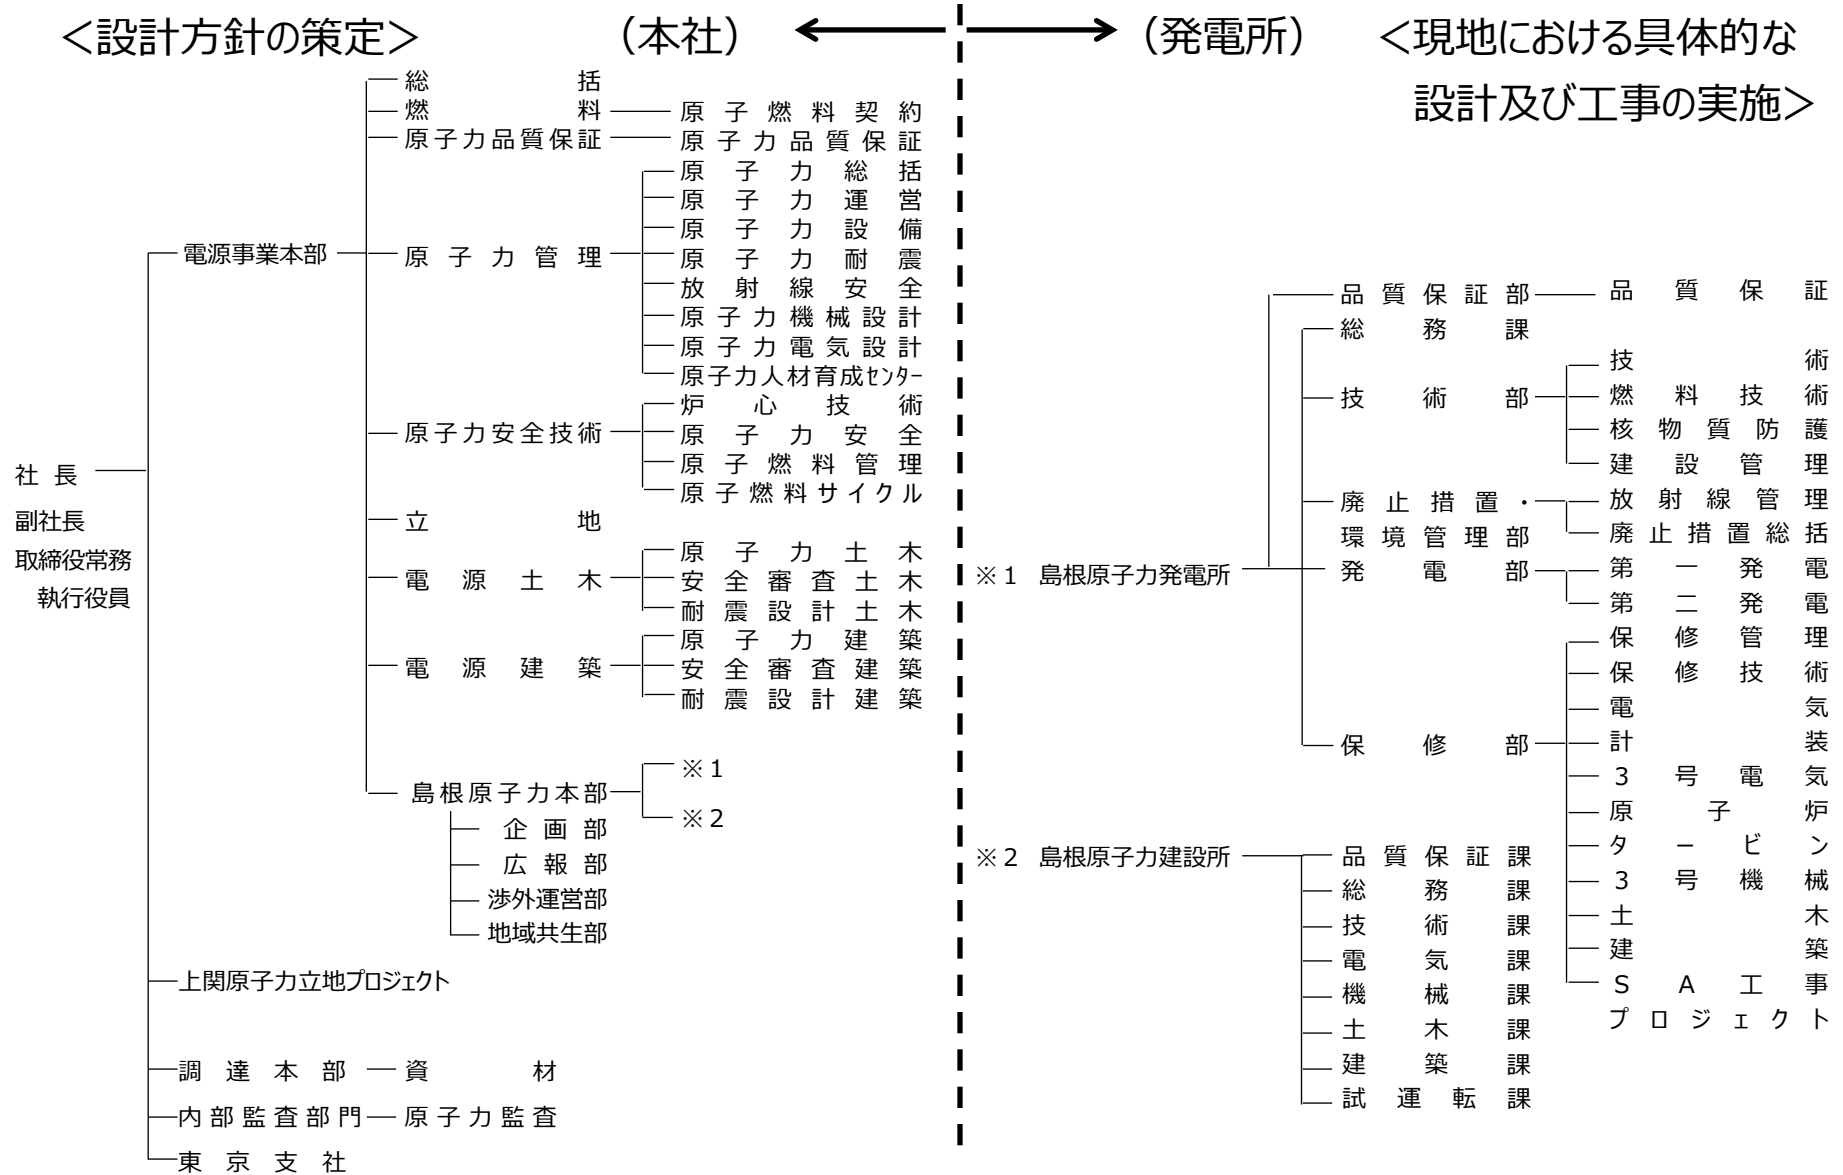 ＜設計方針の策定＞
（本社）
（発電所）
＜現地における具体的な
設計及び工事の実施＞
社長
副社長
取締役常務
執行役員
電源事業本部
総括
燃料
原子燃料契約
原子力品質保証
原子力品質保証
原子力管理
原子力総括
原子力運営
原子力設備
原子力耐震
放射線安全
原子力機械設計
原子力電気設計
原子力人材育成ｾﾝﾀｰ
原子力安全技術
炉心技術
原子力安全
原子燃料管理
原子燃料サイクル
立地
電源土木
原子力土木
安全審査土木
耐震設計土木
電源建築
原子力建築
安全審査建築
耐震設計建築
島根原子力本部
※１
※２
企画部
広報部
渉外運営部
地域共生部
上関原子力立地プロジェクト
調達本部
資材
内部監査部門
原子力監査
東京支社
※１ 島根原子力発電所
品質保証部
品質保証
総務課
技術部
技術
燃料技術
核物質防護
建設管理
廃止措置・
環境管理部
放射線管理
廃止措置総括
発電部
第一発電
第二発電
保修部
保修管理
保修技術
電気
計装
３号電気
原子炉
タービン
３号機械
土木
建築
ＳＡ工事
プロジェクト
※２ 島根原子力建設所
品質保証課
総務課
技術課
電気課
機械課
土木課
建築課
試運転課